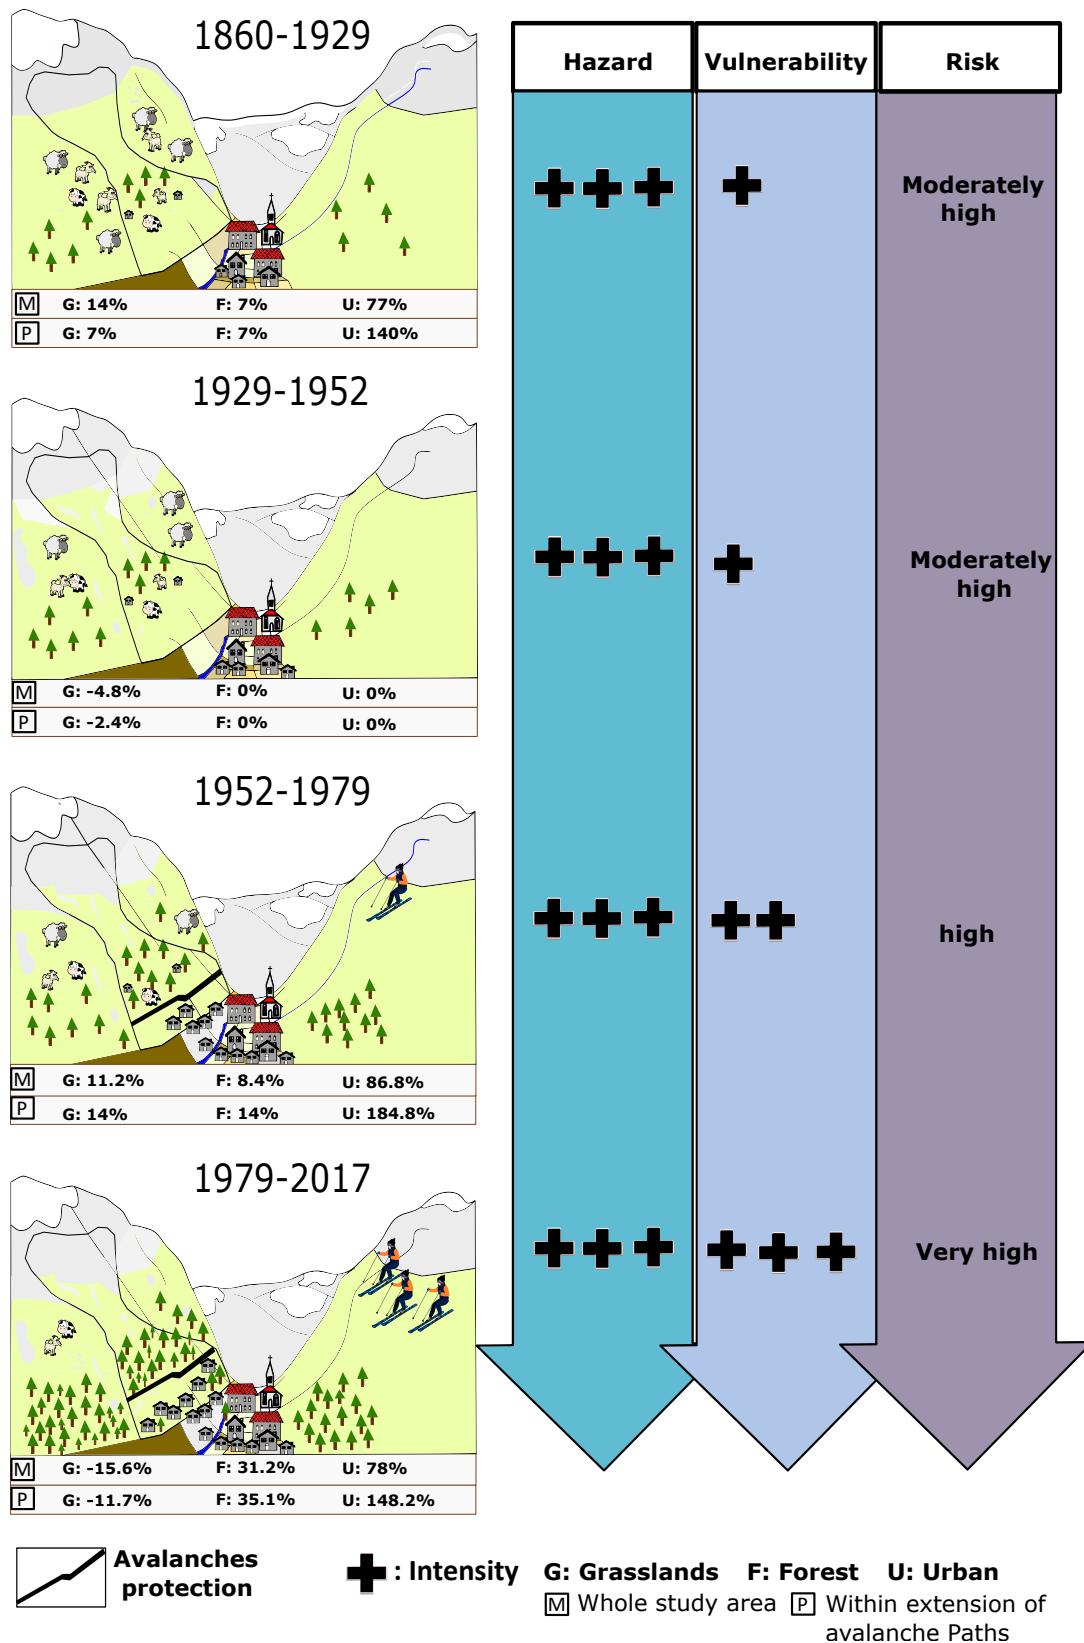 1860-1929
Hazard
Vulnerability
Risk
Moderately
high
M G: 14% F: 7% U: 77%
P G: 7% F: 7% U: 140%
1929-1952
Moderately
high
M G: -4.8% F: 0% U: 0%
P G: -2.4% F: 0% U: 0%
1952-1979
high
M G: 11.2% F: 8.4% U: 86.8%
P G: 14% F: 14% U: 184.8%
1979-2017
Very high
M G: -15.6% F: 31.2% U: 78%
P G: -11.7% F: 35.1% U: 148.2%
Avalanches
protection
: Intensity
G: Grasslands F: Forest U: Urban
M Whole study area P Within extension of
avalanche Paths